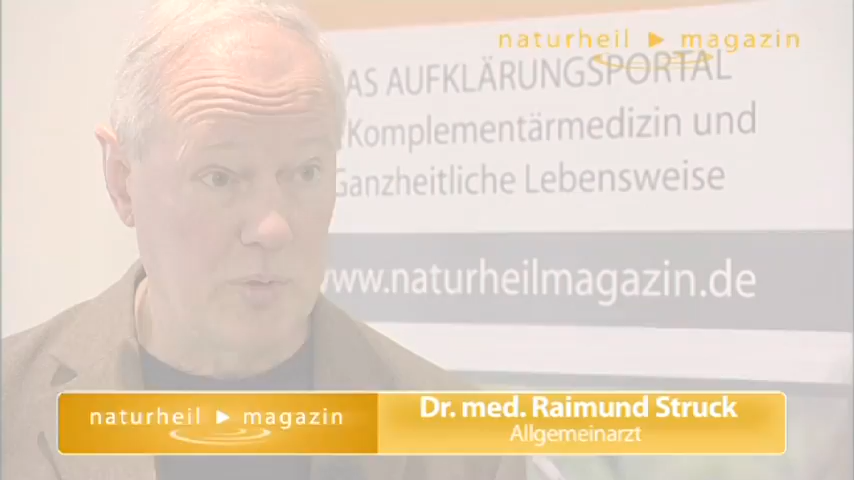 naturheil magazin
AS AUFKLÄRUNGSPORTAL
Komplementärmedizin und
Ganzheitliche Lebensweise
www.naturheilmagazin.de
naturheil magazin
Dr. med. Raimund Struck
Allgemeinarzt